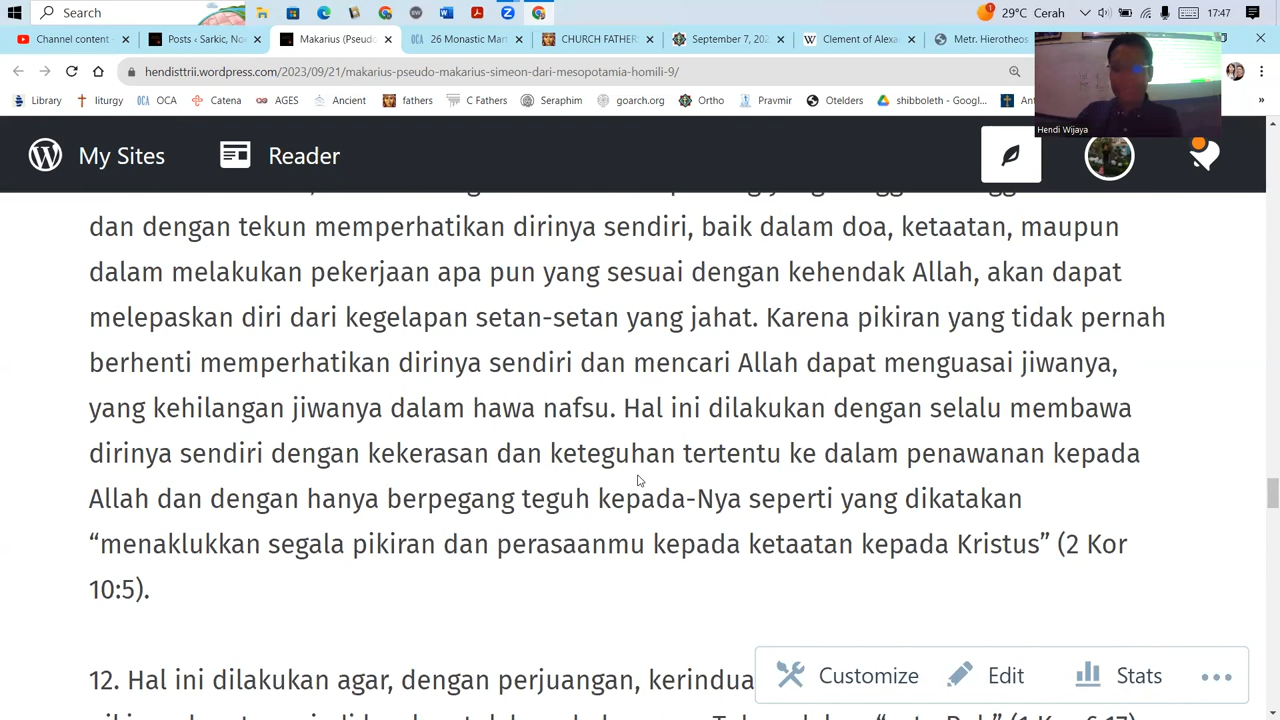 Search
29°C Cerah
17:47
Channel content -
Posts ‹ Sarkic, No
Makarius (Pseud
26 Monastic Mar
CHURCH FATHER
September 7, 202
Clement of Alexa
Metr. Hierotheos
hendisttrii.wordpress.com/2023/09/21/makarius-pseudo-makarius-simeon-dari-mesopotamia-homili-9/
Library
liturgy
OCA
Catena
AGES
Ancient
fathers
C Fathers
Seraphim
goarch.org
Ortho
Pravmir
Otelders
shibboleth - Googl...
Hendi Wijaya
My Sites
Reader
dan dengan tekun memperhatikan dirinya sendiri, baik dalam doa, ketaatan, maupun
dalam melakukan pekerjaan apa pun yang sesuai dengan kehendak Allah, akan dapat
melepaskan diri dari kegelapan setan-setan yang jahat. Karena pikiran yang tidak pernah
berhenti memperhatikan dirinya sendiri dan mencari Allah dapat menguasai jiwanya,
yang kehilangan jiwanya dalam hawa nafsu. Hal ini dilakukan dengan selalu membawa
dirinya sendiri dengan kekerasan dan keteguhan tertentu ke dalam penawanan kepada
Allah dan dengan hanya berpegang teguh kepada-Nya seperti yang dikatakan
“menaklukkan segala pikiran dan perasaanmu kepada ketaatan kepada Kristus” (2 Kor
10:5).
12. Hal ini dilakukan agar, dengan perjuangan, kerindua
Customize
Edit
Stats